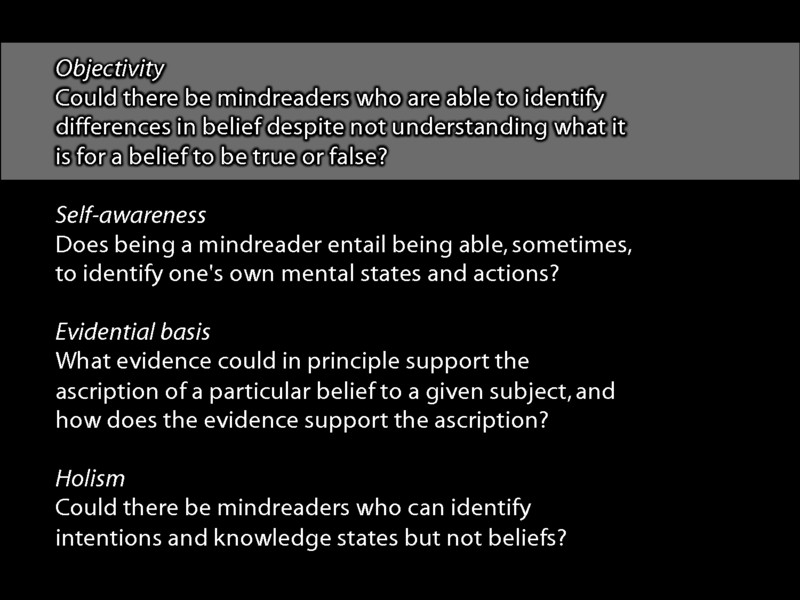 Objectivity
Could there be mindreaders who are able to identify
differences in belief despite not understanding what it
is for a belief to be true or false?
Self-awareness
Does being a mindreader entail being able, sometimes,
to identify one's own mental states and actions?
Evidential basis
What evidence could in principle support the
ascription of a particular belief to a given subject, and
how does the evidence support the ascription?
Holism
Could there be mindreaders who can identify
intentions and knowledge states but not beliefs?